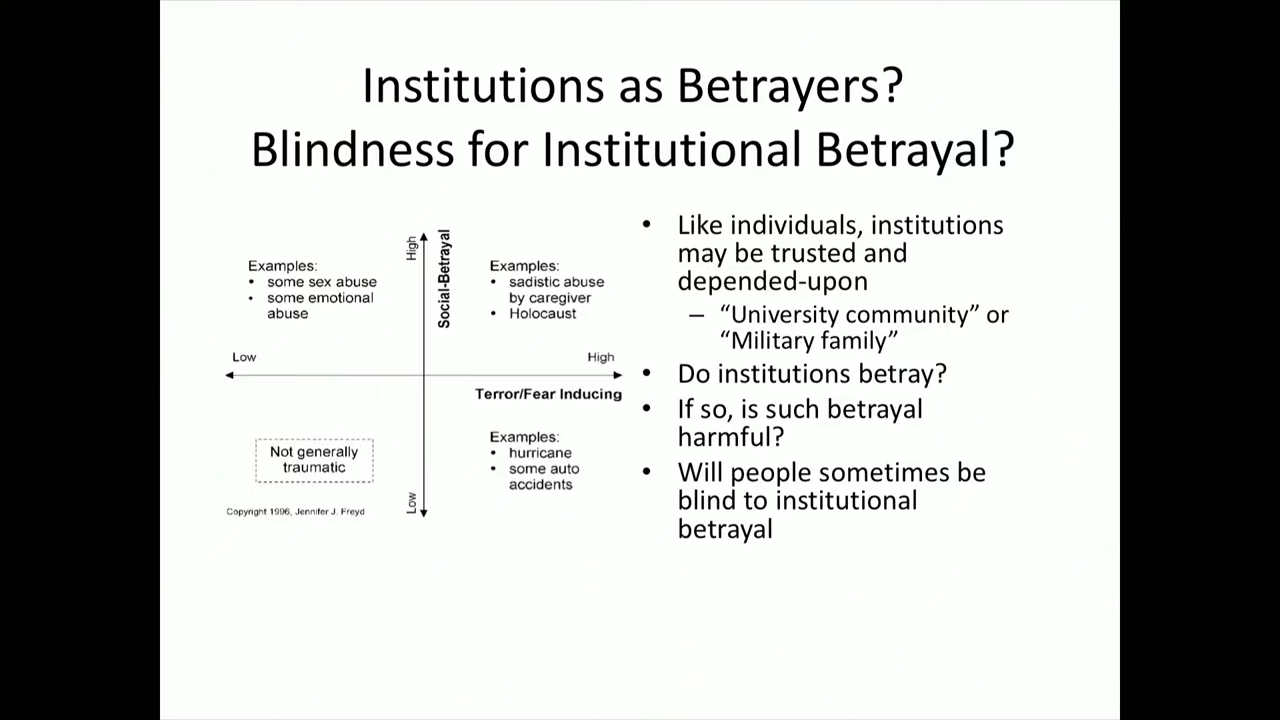 Institutions as Betrayers?
Blindness for Institutional Betrayal?
High
Social-Betrayal
Examples:
• some sex abuse
• some emotional
abuse
Examples:
• sadistic abuse
by caregiver
• Holocaust
Low
High
Terror/Fear Inducing
Not generally
traumatic
Examples:
• hurricane
• some auto
accidents
Low
Copyright 1996, Jennifer J. Freyd
• Like individuals, institutions
may be trusted and
depended-upon
– “University community” or
“Military family”
• Do institutions betray?
• If so, is such betrayal
harmful?
• Will people sometimes be
blind to institutional
betrayal